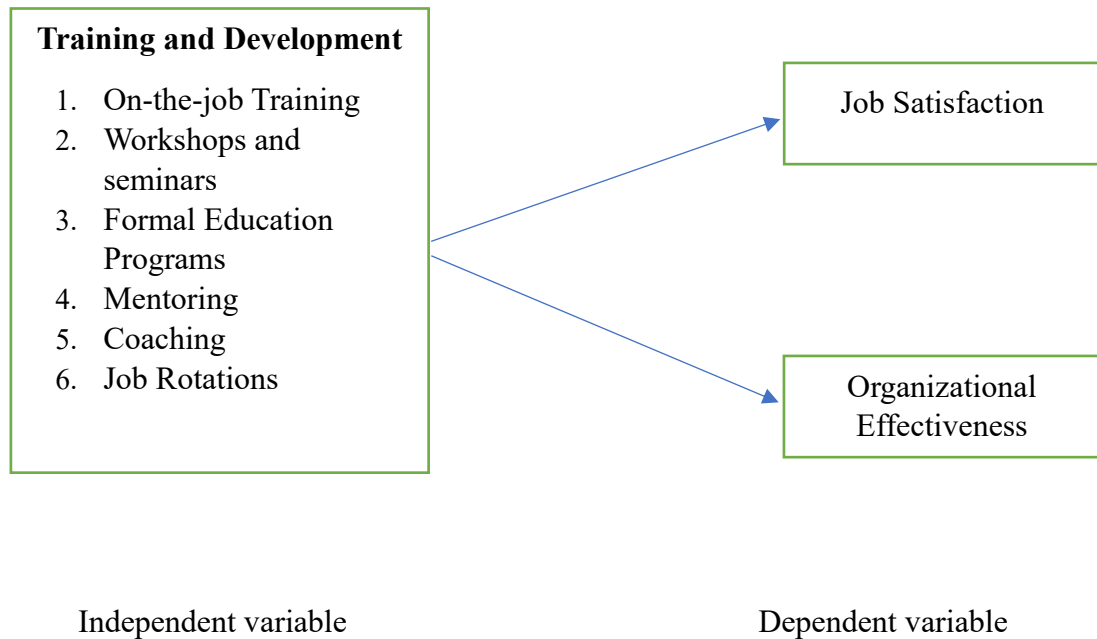 Training and Development
1. On-the-job Training
2. Workshops and
seminars
3. Formal Education
Programs
4. Mentoring
5. Coaching
6. Job Rotations
Job Satisfaction
Organizational
Effectiveness
Independent variable
Dependent variable